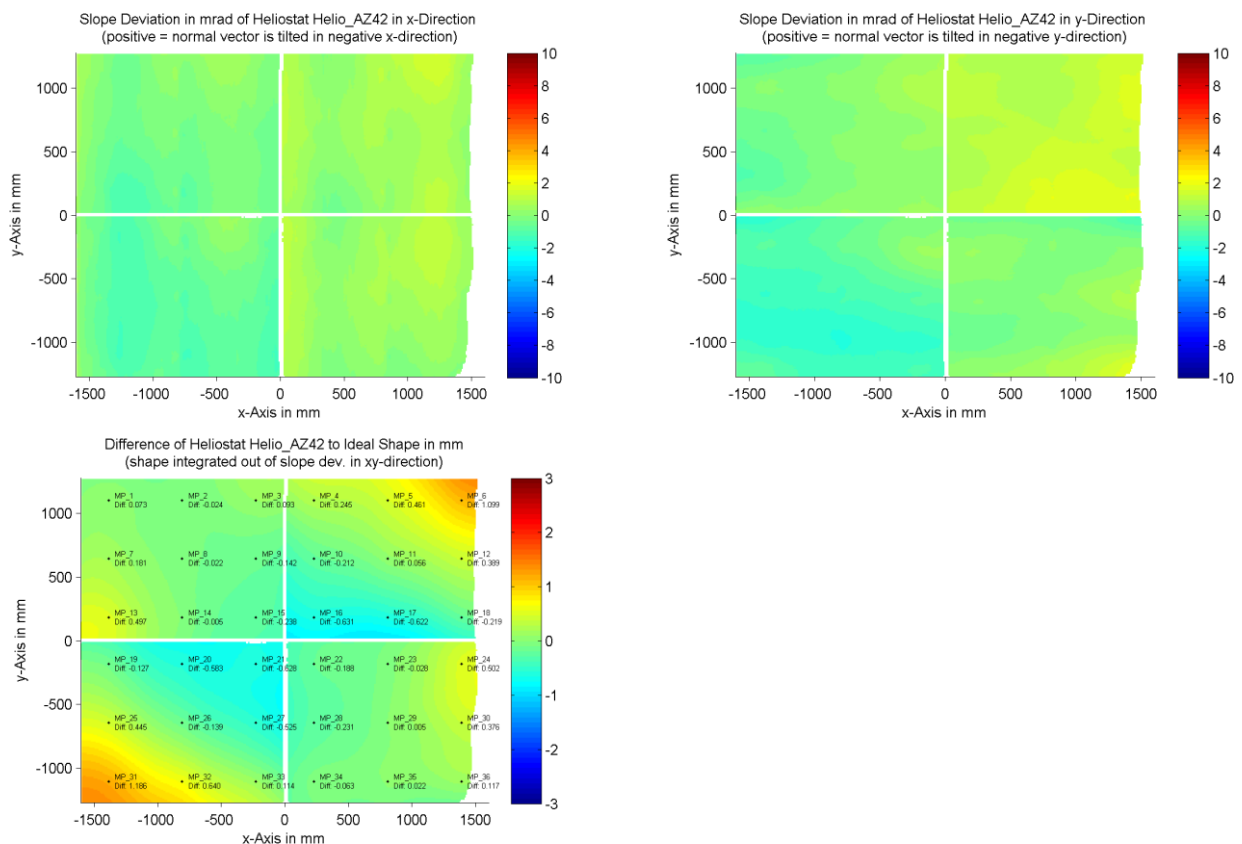 Slope Deviation in mrad of Heliostat Helio_AZ42 in x-Direction
(positive = normal vector is tilted in negative x-direction)
1000
500
0
-500
-1000
y-Axis in mm
-1500 -1000 -500 0 500 1000 1500
x-Axis in mm
10
8
6
4
2
0
-2
-4
-6
-8
-10
Slope Deviation in mrad of Heliostat Helio_AZ42 in y-Direction
(positive = normal vector is tilted in negative y-direction)
1000
500
0
-500
-1000
y-Axis in mm
-1500 -1000 -500 0 500 1000 1500
x-Axis in mm
10
8
6
4
2
0
-2
-4
-6
-8
-10
Difference of Heliostat Helio_AZ42 to Ideal Shape in mm
(shape integrated out of slope dev. in xy-direction)
1000
500
0
-500
-1000
y-Axis in mm
MP_1 MP_2 MP_3 MP_4 MP_5 MP_6
Diff: 0.073 Diff: -0.024 Diff: 0.093 Diff: 0.245 Diff: 0.461 Diff: 1.099
MP_7 MP_8 MP_9 MP_10 MP_11 MP_12
Diff: 0.181 Diff: -0.022 Diff: -0.142 Diff: -0.212 Diff: 0.056 Diff: 0.389
MP_13 MP_14 MP_15 MP_16 MP_17 MP_18
Diff: 0.497 Diff: -0.005 Diff: -0.238 Diff: -0.631 Diff: -0.622 Diff: -0.219
MP_19 MP_20 MP_21 MP_22 MP_23 MP_24
Diff: -0.127 Diff: -0.583 Diff: -0.628 Diff: -0.188 Diff: -0.028 Diff: 0.502
MP_25 MP_26 MP_27 MP_28 MP_29 MP_30
Diff: 0.445 Diff: -0.139 Diff: -0.525 Diff: -0.231 Diff: 0.005 Diff: 0.376
MP_31 MP_32 MP_33 MP_34 MP_35 MP_36
Diff: 1.186 Diff: 0.640 Diff: 0.114 Diff: -0.063 Diff: 0.022 Diff: 0.117
-1500 -1000 -500 0 500 1000 1500
x-Axis in mm
3
2
1
0
-1
-2
-3